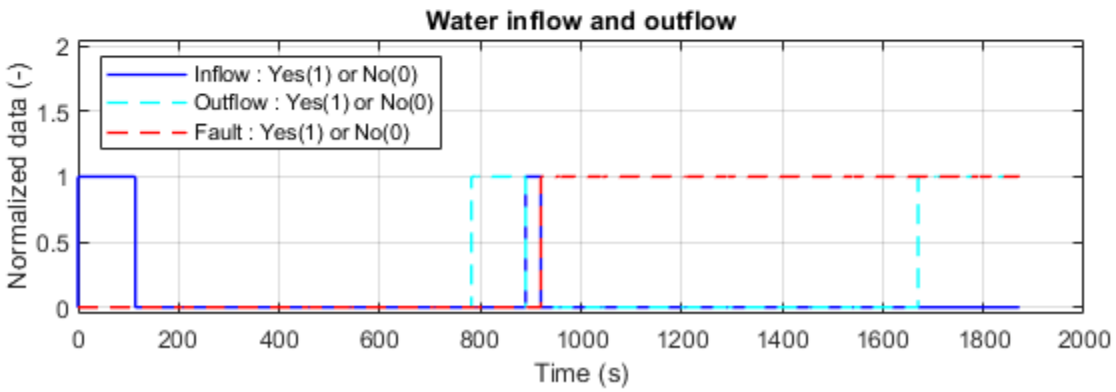 Water inflow and outflow
Normalized data (-)
2
1.5
1
0.5
0
Inflow : Yes(1) or No(0)
Outflow : Yes(1) or No(0)
Fault : Yes(1) or No(0)
0 200 400 600 800 1000 1200 1400 1600 1800 2000
Time (s)